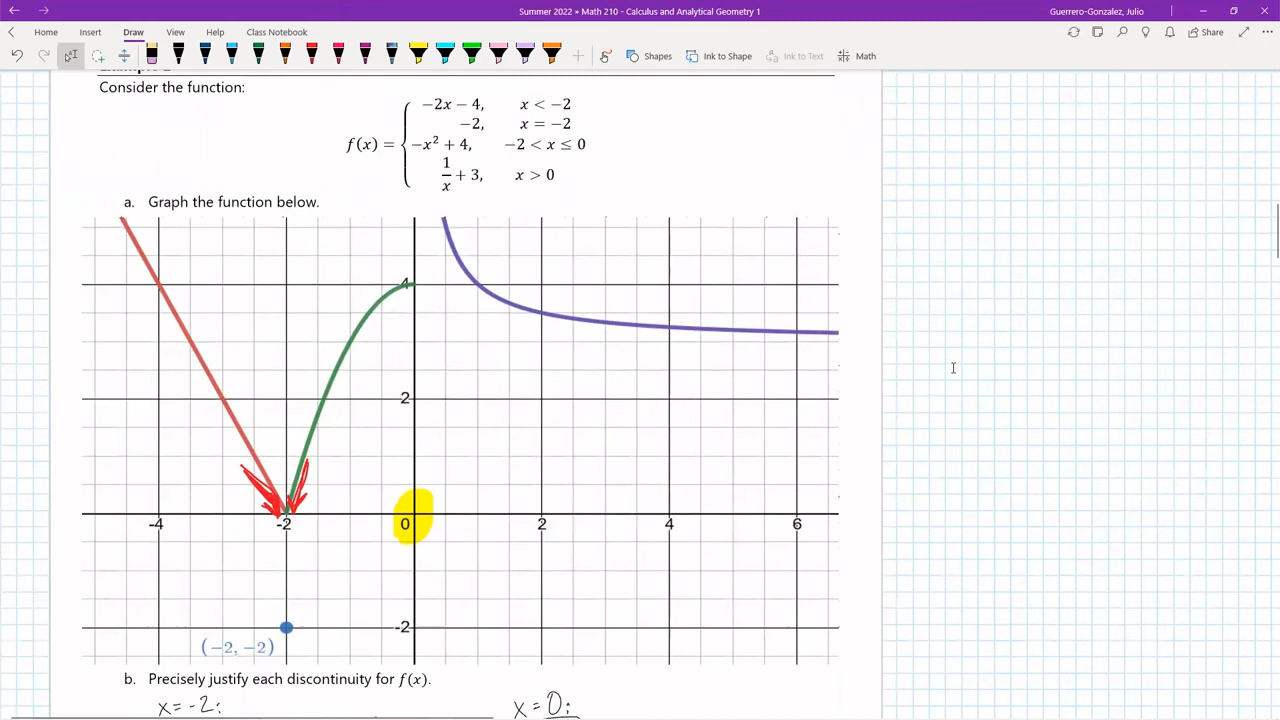 Summer 2022 » Math 210 - Calculus and Analytical Geometry 1
Guerrero-Gonzalez, Julio
Home Insert Draw View Help Class Notebook
Share
Shapes Ink to Shape Ink to Text Math
Consider the function:
f(x) = { −2x − 4, x < −2
−2, x = −2
−x² + 4, −2 < x ≤ 0
1/x + 3, x > 0
a. Graph the function below.
4
2
-4 -2 0 2 4 6
-2
(−2, −2)
b. Precisely justify each discontinuity for f(x).
x = -2: x = 0: